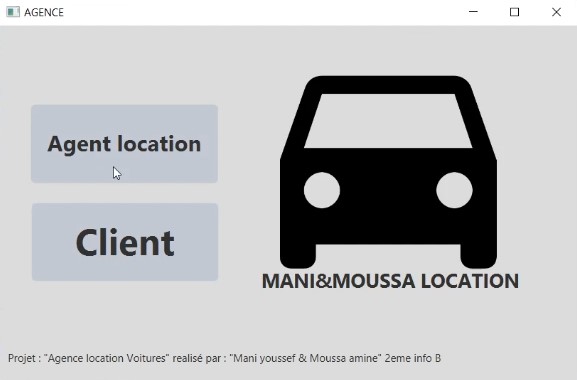 AGENCE
Agent location
Client
MANI&MOUSSA LOCATION
Projet : "Agence location Voitures" realisé par : "Mani youssef & Moussa amine" 2eme info B